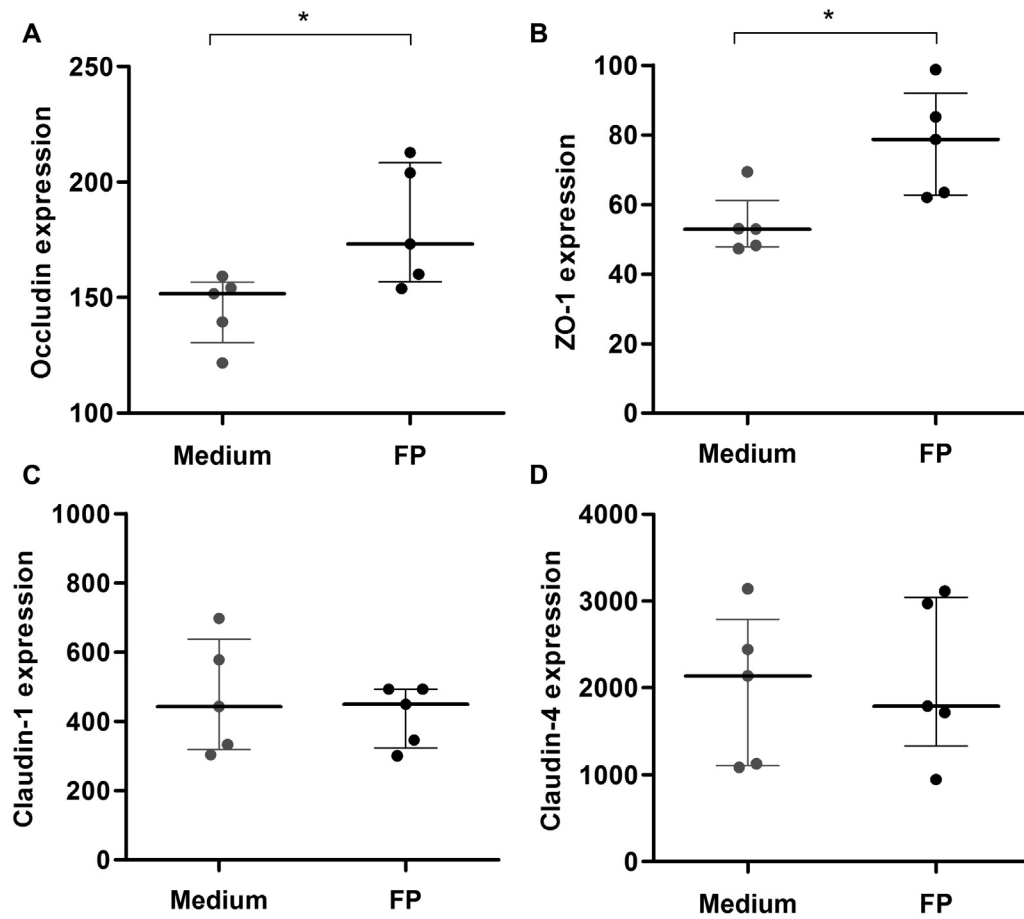 A
*
Occludin expression
250
200
150
100
Medium FP
B
*
ZO-1 expression
100
80
60
40
20
0
Medium FP
C
Claudin-1 expression
1000
800
600
400
200
0
Medium FP
D
Claudin-4 expression
4000
3000
2000
1000
0
Medium FP